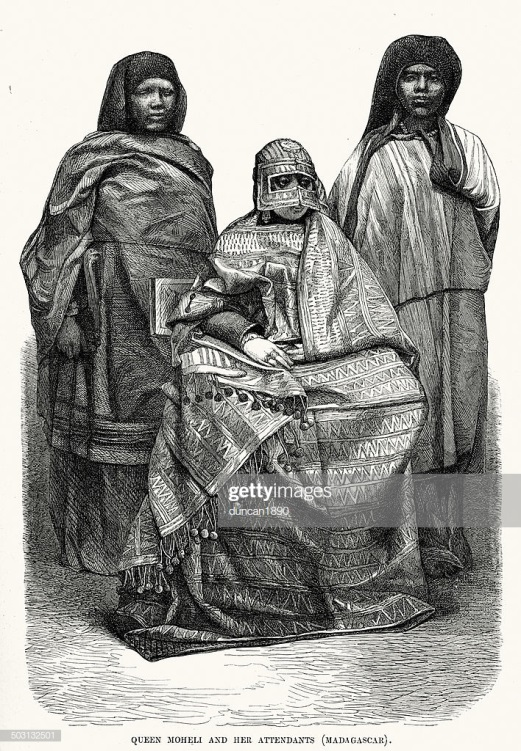 gettyimages
duncan1890
503132501
QUEEN MOHELI AND HER ATTENDANTS (MADAGASCAR).